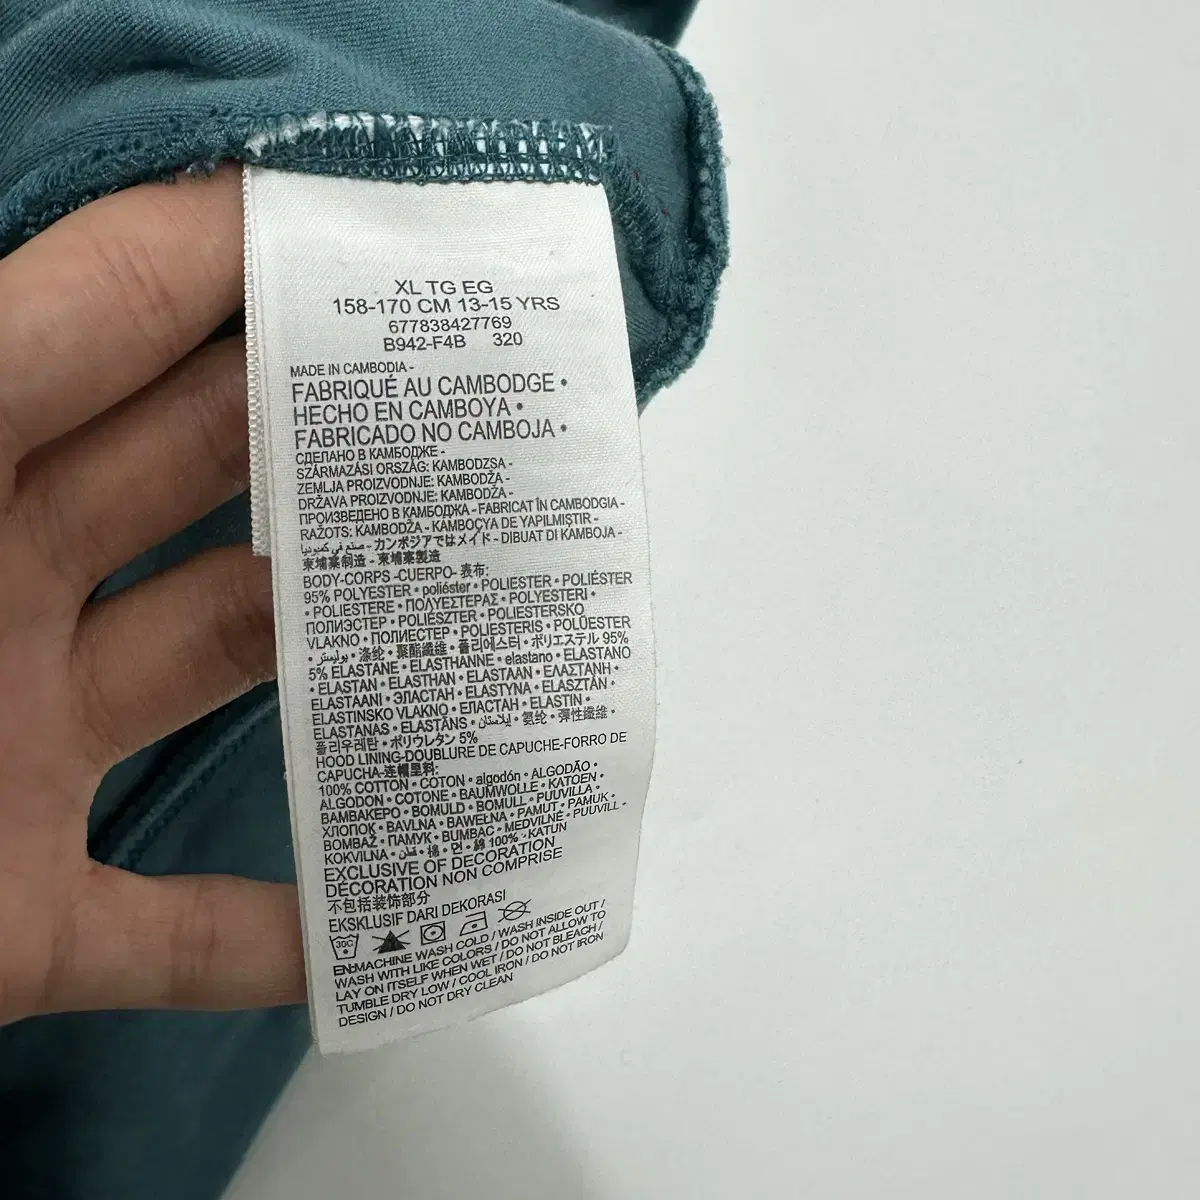 XL TG EG
158-170 CM 13-15 YRS
677838427769
B942-F4B 320
MADE IN CAMBODIA -
FABRIQUÉ AU CAMBODGE •
HECHO EN CAMBOYA •
FABRICADO NO CAMBOJA •
СДЕЛАНО В КАМБОДЖЕ -
SZÁRMAZÁSI ORSZÁG: KAMBODZSA -
ZEMLJA PROIZVODNJE: KAMBODŽA -
DRŽAVA PROIZVODNJE: KAMBODŽA -
ПРОИЗВЕДЕНО В КАМБОДЖА - FABRICAT ÎN CAMBODGIA -
RAŽOTS: KAMBODŽA - KAMBOÇYA DE YAPILMIŞTIR -
صنع في كمبوديا - カンボジアではメイド - DIBUAT DI KAMBOJA -
柬埔寨制造 - 柬埔寨製造
BODY-CORPS -CUERPO- 表布:
95% POLYESTER • poliéster • POLIESTER • POLIÉSTER
• POLIESTERE • ΠΟΛΥΕΣΤΕΡΑΣ • POLYESTERI •
ПОЛИЭСТЕР • POLIÉSZTER • POLIESTERSKO
VLAKNO • ПОЛИЕСТЕР • POLIESTERIS • POLÜESTER
• بوليستر • 涤纶 • 聚酯纖維 • 폴리에스터 • ポリエステル 95%
5% ELASTANE • ELASTHANNE • elastano • ELASTANO
• ELASTAN • ELASTHAN • ELASTAAN • ΕΛΑΣΤΑΝΗ •
ELASTAANI • ЭЛАСТАН • ELASTYNA • ELASZTÁN •
ELASTINSKO VLAKNO • ЕЛАСТАН • ELASTIN •
ELASTANAS • ELASTĀNS • إيلاستان • 氨纶 • 彈性纖維 •
폴리우레탄 • ポリウレタン 5%
HOOD LINING-DOUBLURE DE CAPUCHE-FORRO DE
CAPUCHA-连帽里料:
100% COTTON • COTON • algodón • ALGODÃO •
ALGODON • COTONE • BAUMWOLLE • KATOEN •
ΒΑΜΒΑΚΕΡΟ • BOMULD • BOMULL • PUUVILLA •
ХЛОПОК • BAVLNA • BAWEŁNA • PAMUT • PAMUK •
BOMBAŽ • ПАМУК • BUMBAC • MEDVILNĖ • PUUVILL •
KOKVILNA • قطن • 棉 • 면 • 綿 100% - KATUN
EXCLUSIVE OF DECORATION
DÉCORATION NON COMPRISE
不包括装饰部分
EKSKLUSIF DARI DEKORASI
30C
EN:MACHINE WASH COLD / WASH INSIDE OUT /
WASH WITH LIKE COLORS / DO NOT ALLOW TO
LAY ON ITSELF WHEN WET / DO NOT BLEACH /
TUMBLE DRY LOW / COOL IRON / DO NOT IRON
DESIGN / DO NOT DRY CLEAN